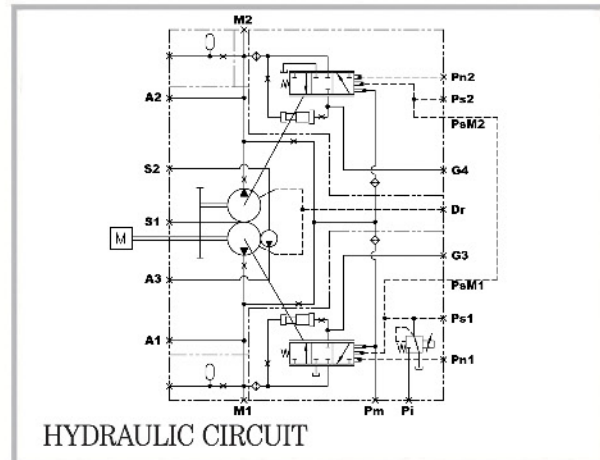 M2
Pn2
A2
Ps2
PsM2
S2
G4
Dr
S1
M
G3
A3
PsM1
Ps1
A1
Pn1
M1
Pm
Pi
HYDRAULIC CIRCUIT